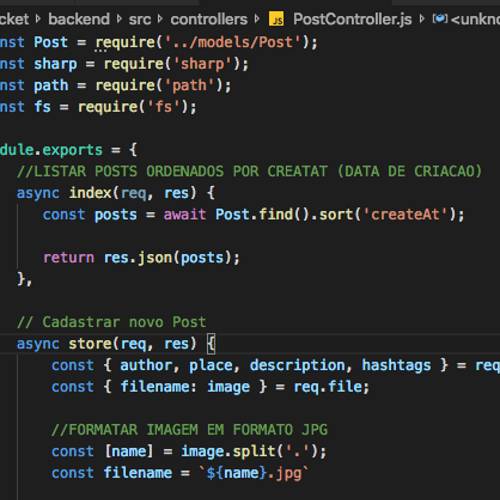 cket › backend › src › controllers › JS PostController.js › <unkno
nst Post = require('../models/Post');
nst sharp = require('sharp');
nst path = require('path');
nst fs = require('fs');
dule.exports = {
//LISTAR POSTS ORDENADOS POR CREATAT (DATA DE CRIACAO)
async index(req, res) {
const posts = await Post.find().sort('createAt');
return res.json(posts);
},
// Cadastrar novo Post
async store(req, res) {
const { author, place, description, hashtags } = req
const { filename: image } = req.file;
//FORMATAR IMAGEM EM FORMATO JPG
const [name] = image.split('.');
const filename = `${name}.jpg`